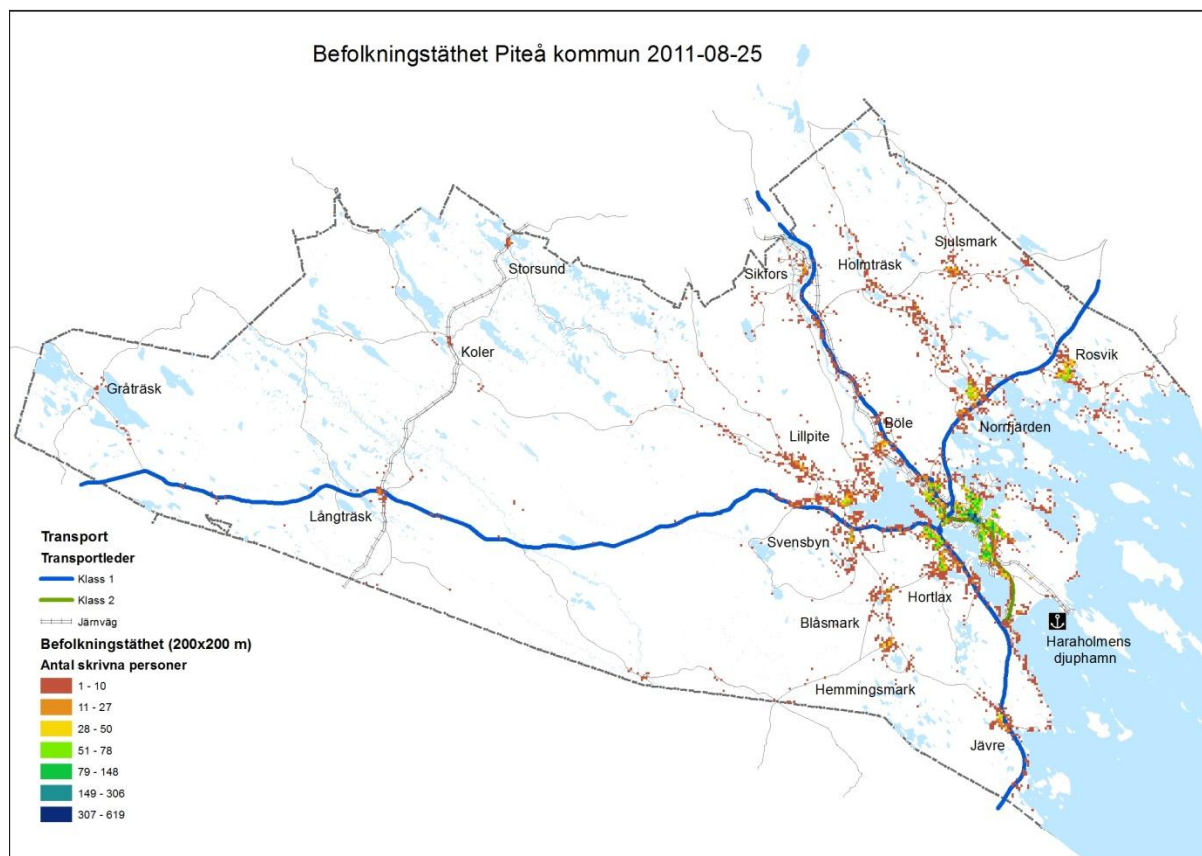 Befolkningstäthet Piteå kommun 2011-08-25
Sjulsmark
Storsund
Sikfors
Holmträsk
Koler
Rosvik
Gråträsk
Norrfjärden
Böle
Lillpite
Långträsk
Svensbyn
Hortlax
Blåsmark
Haraholmens
djuphamn
Hemmingsmark
Jävre
Transport
Transportleder
Klass 1
Klass 2
Järnväg
Befolkningstäthet (200x200 m)
Antal skrivna personer
1 - 10
11 - 27
28 - 50
51 - 78
79 - 148
149 - 306
307 - 619